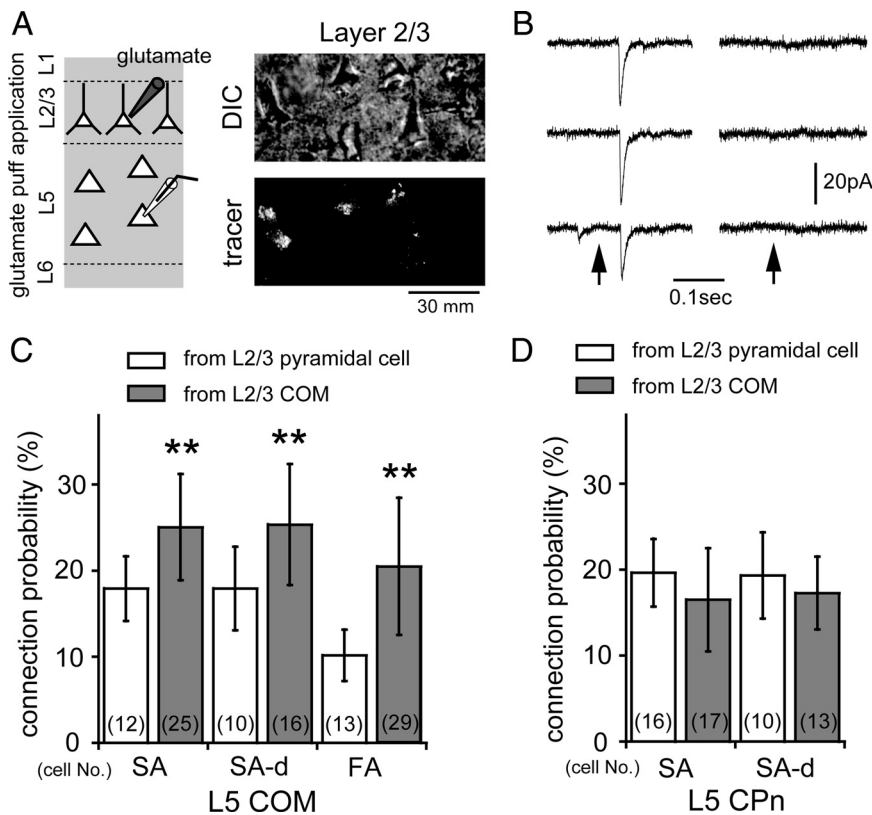 A
glutamate puff application
L1
L2/3
L5
L6
glutamate
Layer 2/3
DIC
tracer
30 mm
B
20pA
0.1sec
C
from L2/3 pyramidal cell
from L2/3 COM
connection probability (%)
30
20
10
0
** ** **
(12) (25) (10) (16) (13) (29)
(cell No.) SA SA-d FA
L5 COM
D
from L2/3 pyramidal cell
from L2/3 COM
connection probability (%)
30
20
10
0
(16) (17) (10) (13)
(cell No.) SA SA-d
L5 CPn